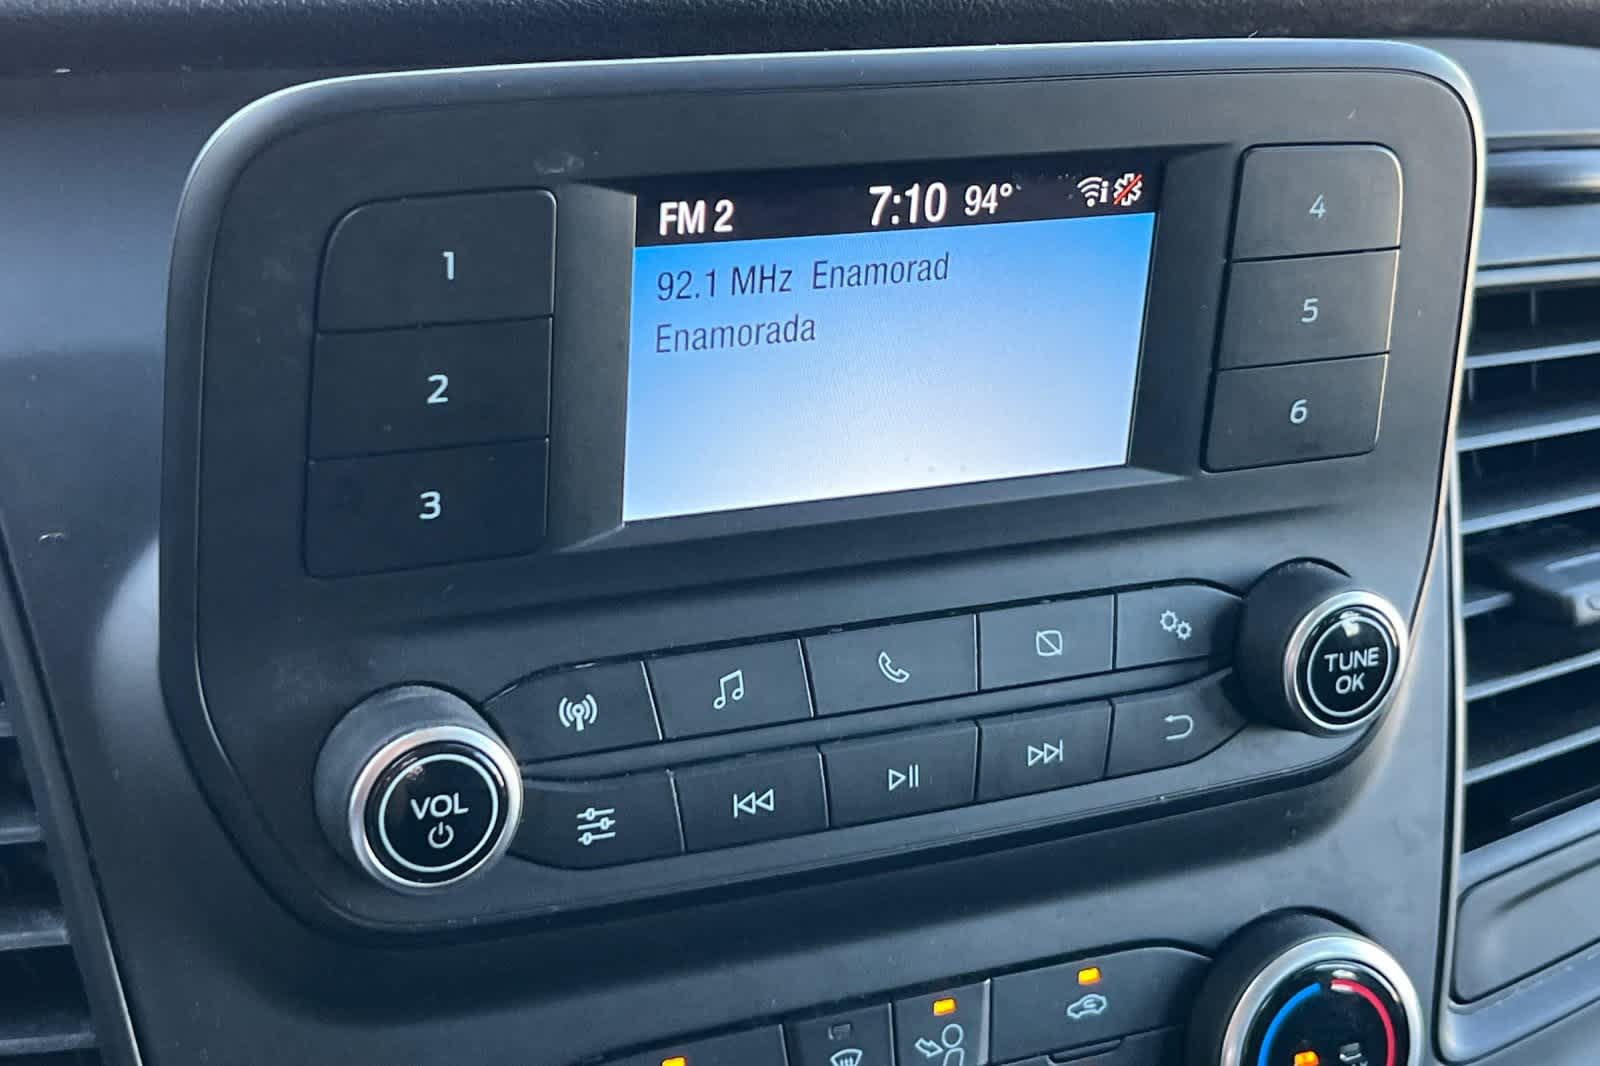 FM 2 7:10 94°
92.1 MHz Enamorad
Enamorada
1
2
3
4
5
6
VOL
TUNE
OK